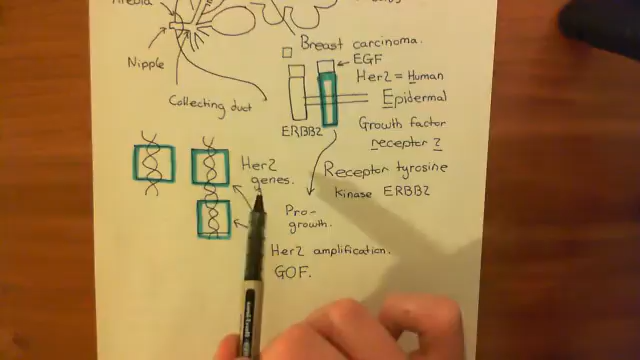 Nipple
Collecting duct
Breast carcinoma.
EGF
Her2 = Human
Epidermal
Growth factor
receptor 2
ERBB2
Receptor tyrosine
kinase ERBB2
Her2
genes.
Pro-
growth.
Her2 amplification.
GOF.